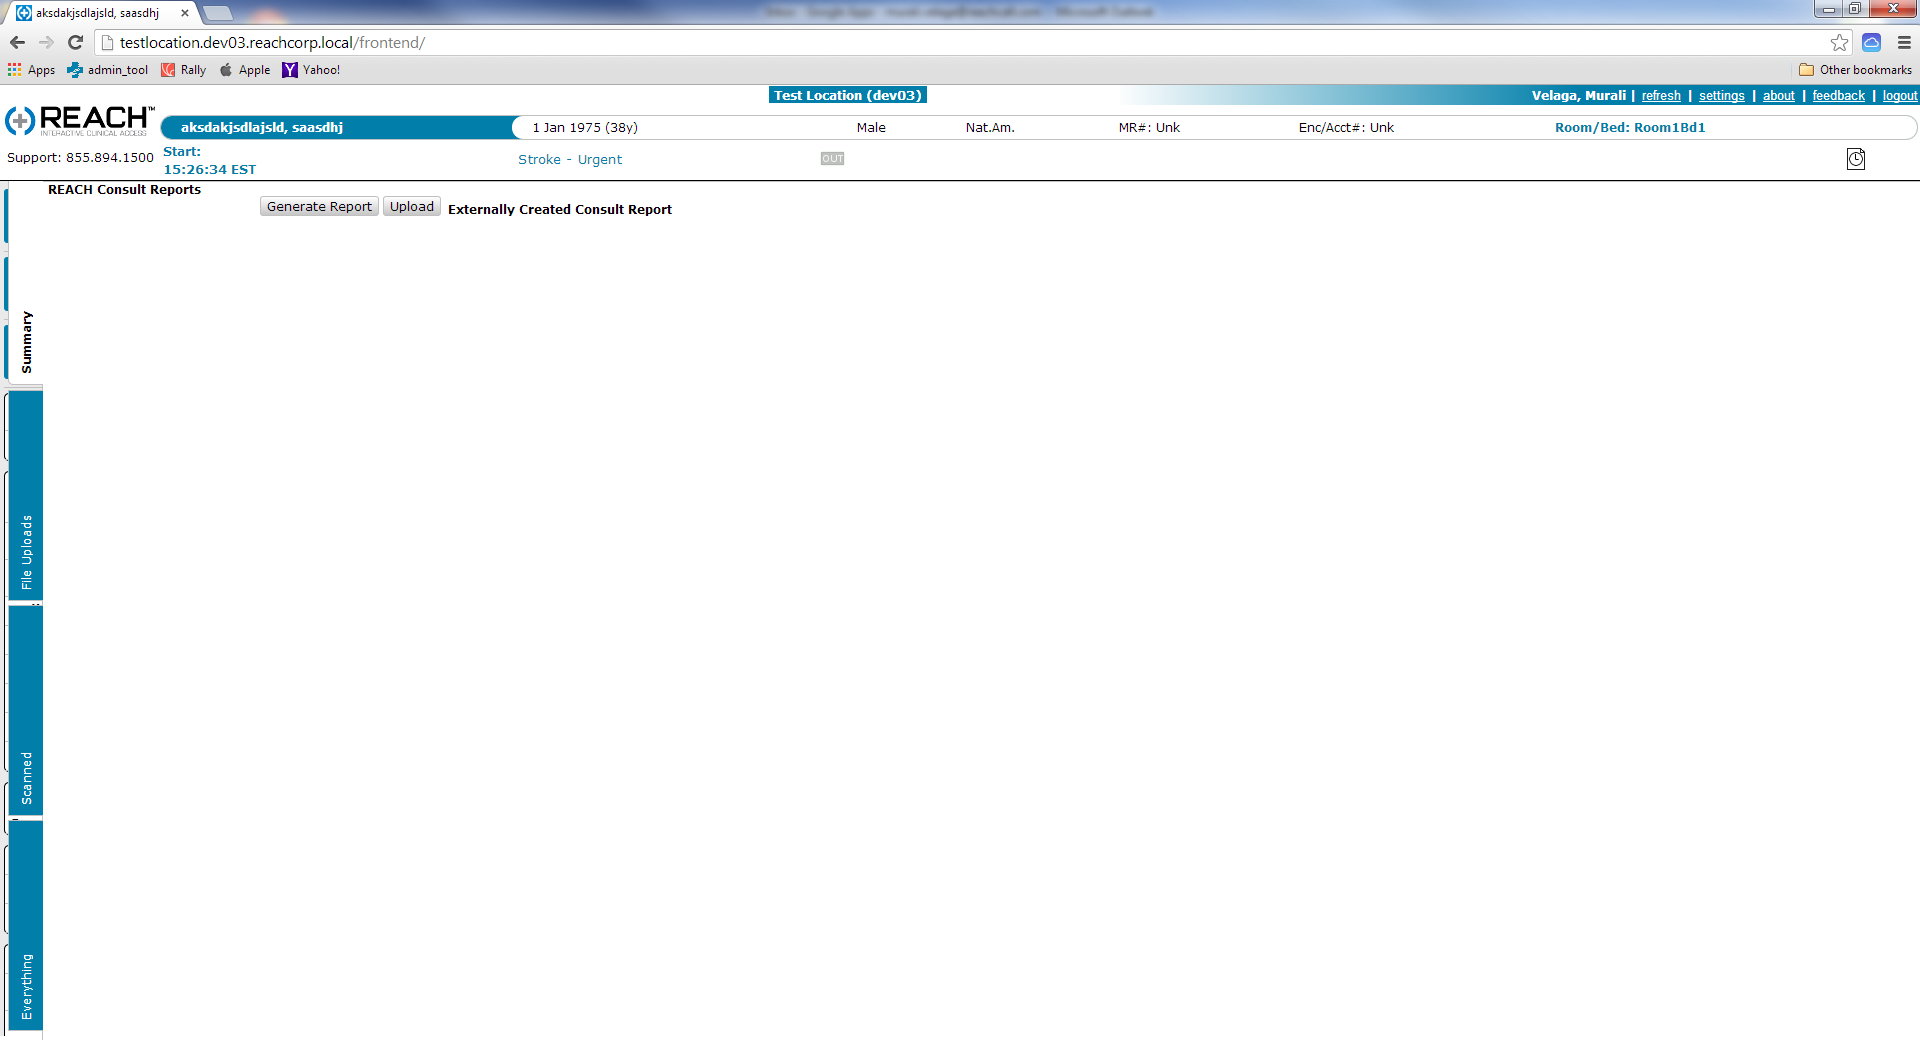 aksdakjsdlajsld, saasdhj
testlocation.dev03.reachcorp.local/frontend/
Apps admin_tool Rally Apple Yahoo! Other bookmarks
Test Location (dev03) Velaga, Murali | refresh | settings | about | feedback | logout
REACH™
INTERACTIVE CLINICAL ACCESS
aksdakjsdlajsld, saasdhj 1 Jan 1975 (38y) Male Nat.Am. MR#: Unk Enc/Acct#: Unk Room/Bed: Room1Bd1
Support: 855.894.1500
Start:
15:26:34 EST
Stroke - Urgent OUT
REACH Consult Reports
Generate Report Upload Externally Created Consult Report
Summary
File Uploads
Scanned
Everything